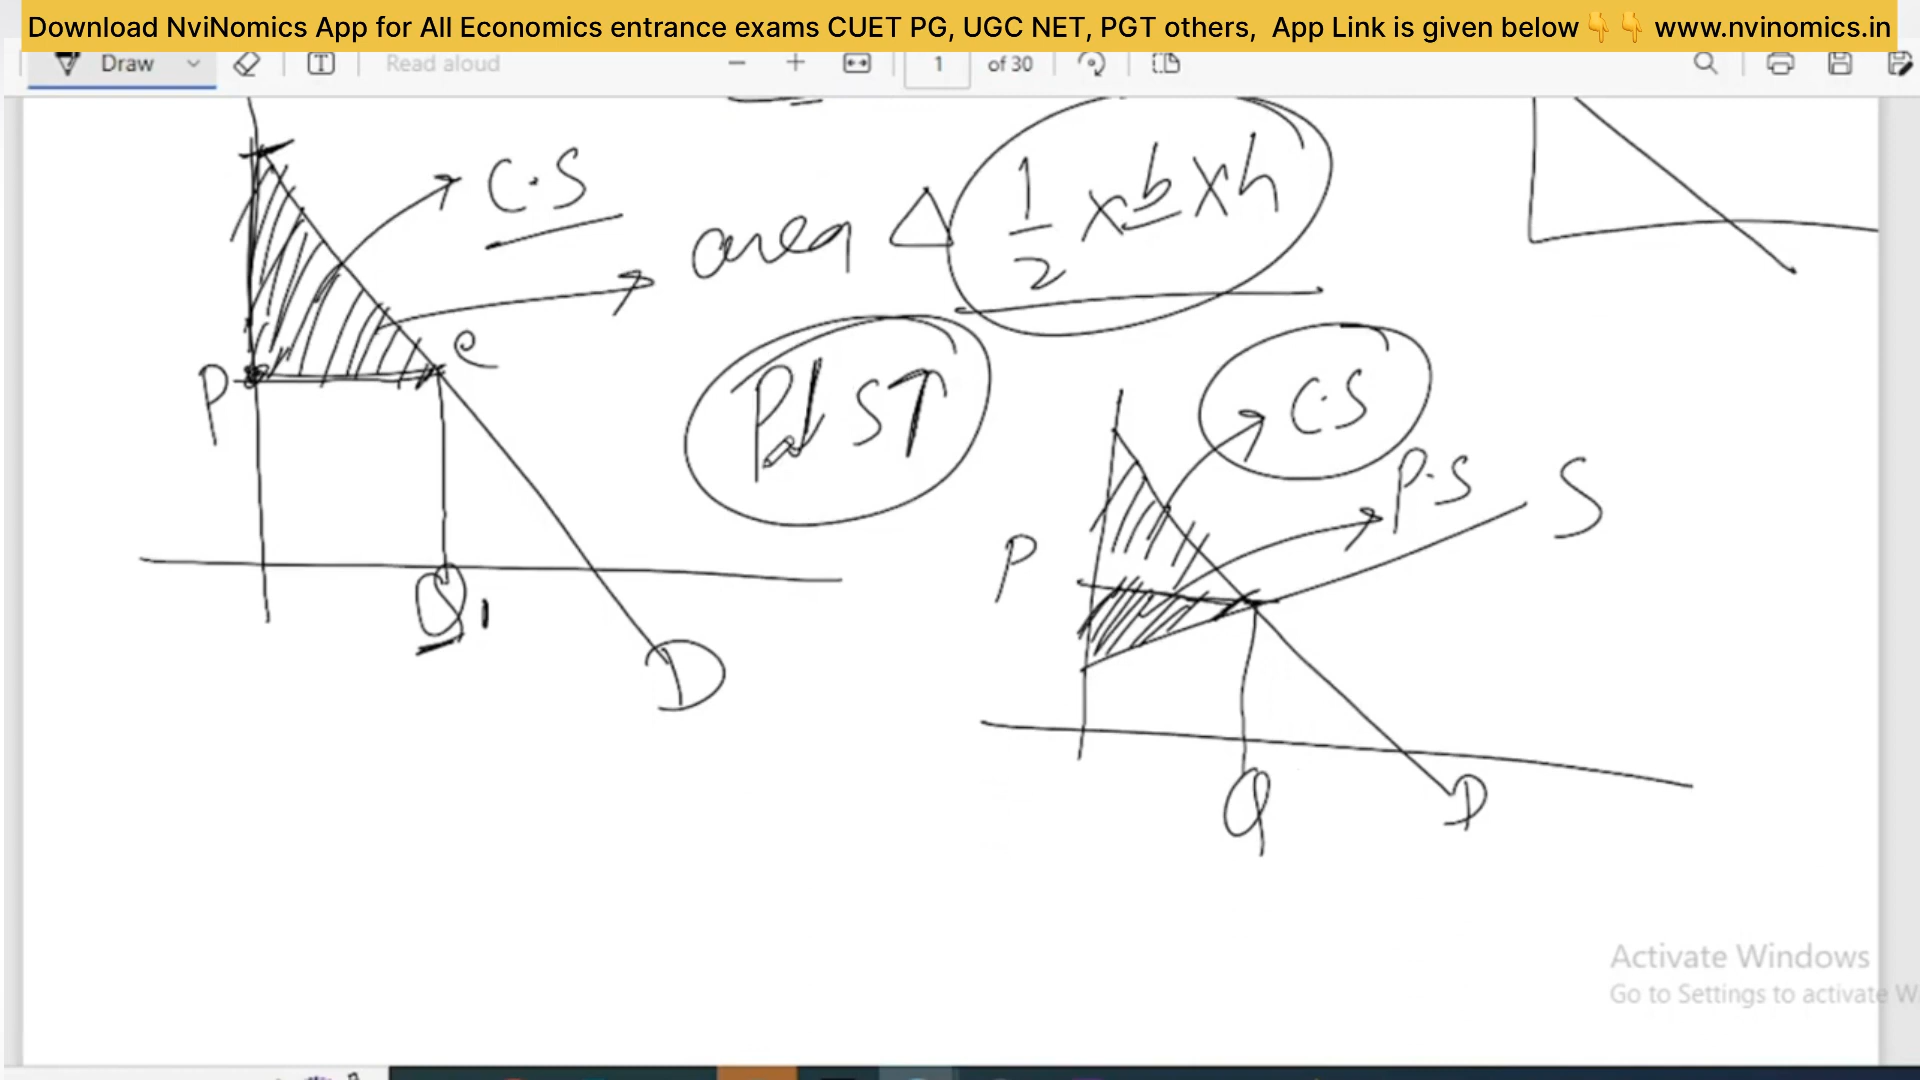 Download NviNomics App for All Economics entrance exams CUET PG, UGC NET, PGT others, App Link is given below👇👇 www.nvinomics.in
Draw T Read aloud − + 1 of 30
C.S
area △ 1/2 x b x h
P e
P↓ S↑
C.S
P.S S
P
Q1
D
Q D
Activate Windows
Go to Settings to activate W